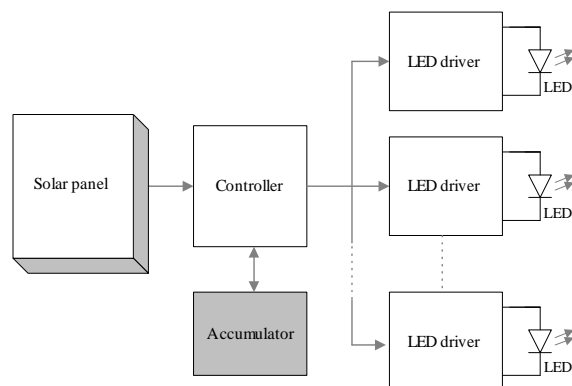 LED driver
LED
Solar panel
Controller
LED driver
LED
Accumulator
LED driver
LED